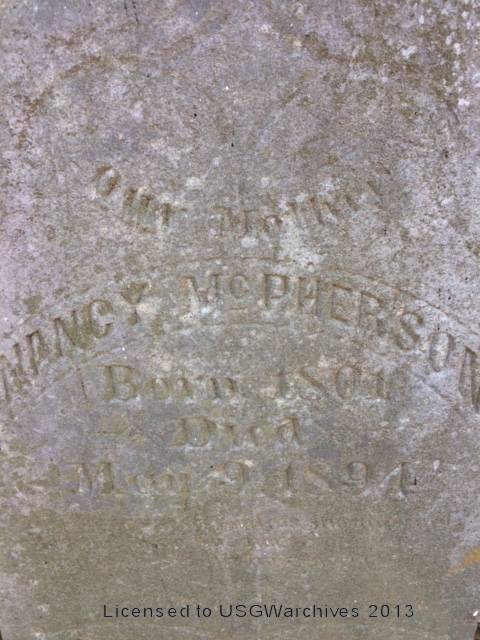 Our Mother
NANCY McPHERSON
Born 1801
Died
May 9 1894
Licensed to USGWarchives 2013